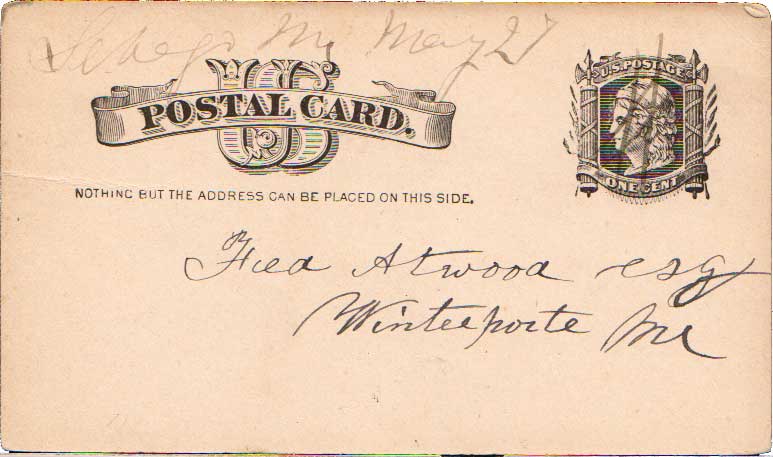 Sebago Me May 27
U S
POSTAL CARD.
U.S. POSTAGE
ONE CENT
NOTHING BUT THE ADDRESS CAN BE PLACED ON THIS SIDE.
Fred Atwood esq
Winterporte Me